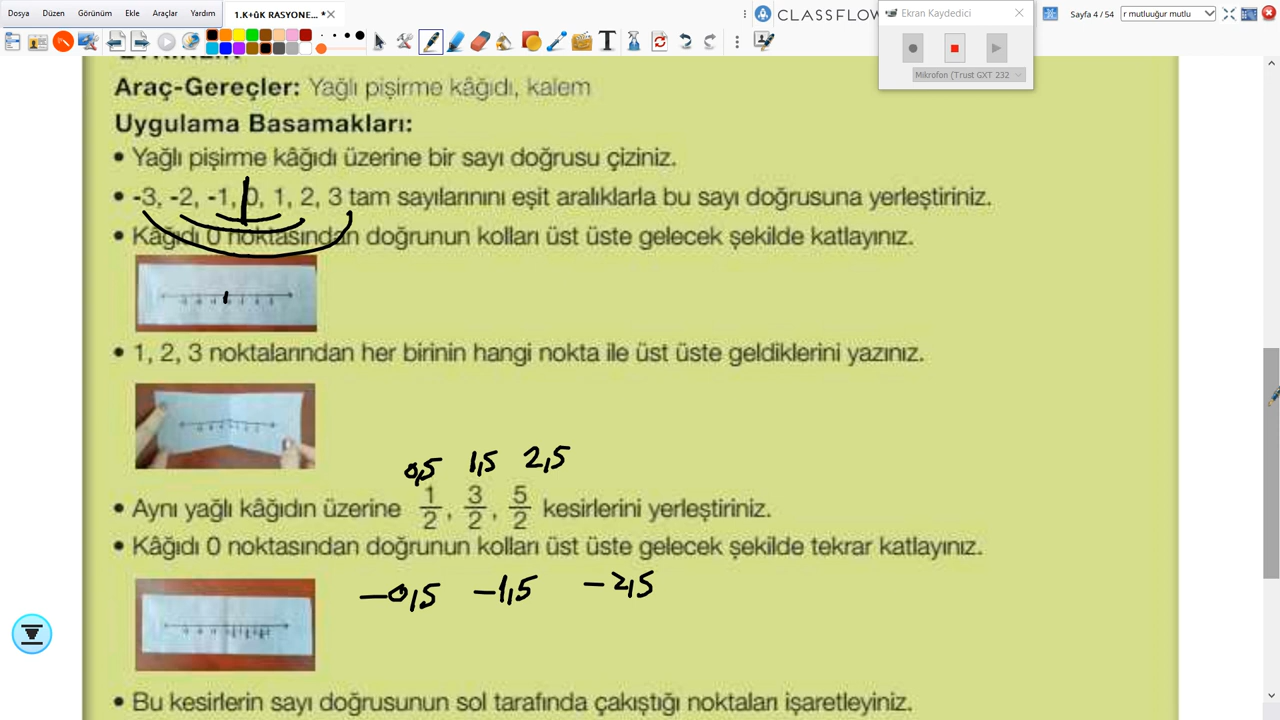 Dosya Düzen Görünüm Ekle Araçlar Yardım
1.K+ûK RASYONE... *
CLASSFLOW
Ekran Kaydedici
Sayfa 4 / 54
r mutluuğur mutlu
Mikrofon (Trust GXT 232
Araç-Gereçler: Yağlı pişirme kâğıdı, kalem
Uygulama Basamakları:
• Yağlı pişirme kâğıdı üzerine bir sayı doğrusu çiziniz.
• -3, -2, -1, 0, 1, 2, 3 tam sayılarınını eşit aralıklarla bu sayı doğrusuna yerleştiriniz.
• Kâğıdı 0 noktasından doğrunun kolları üst üste gelecek şekilde katlayınız.
• 1, 2, 3 noktalarından her birinin hangi nokta ile üst üste geldiklerini yazınız.
0,5 1,5 2,5
• Aynı yağlı kâğıdın üzerine 1/2, 3/2, 5/2 kesirlerini yerleştiriniz.
• Kâğıdı 0 noktasından doğrunun kolları üst üste gelecek şekilde tekrar katlayınız.
-0,5 -1,5 -2,5
• Bu kesirlerin sayı doğrusunun sol tarafında çakıştığı noktaları işaretleyiniz.